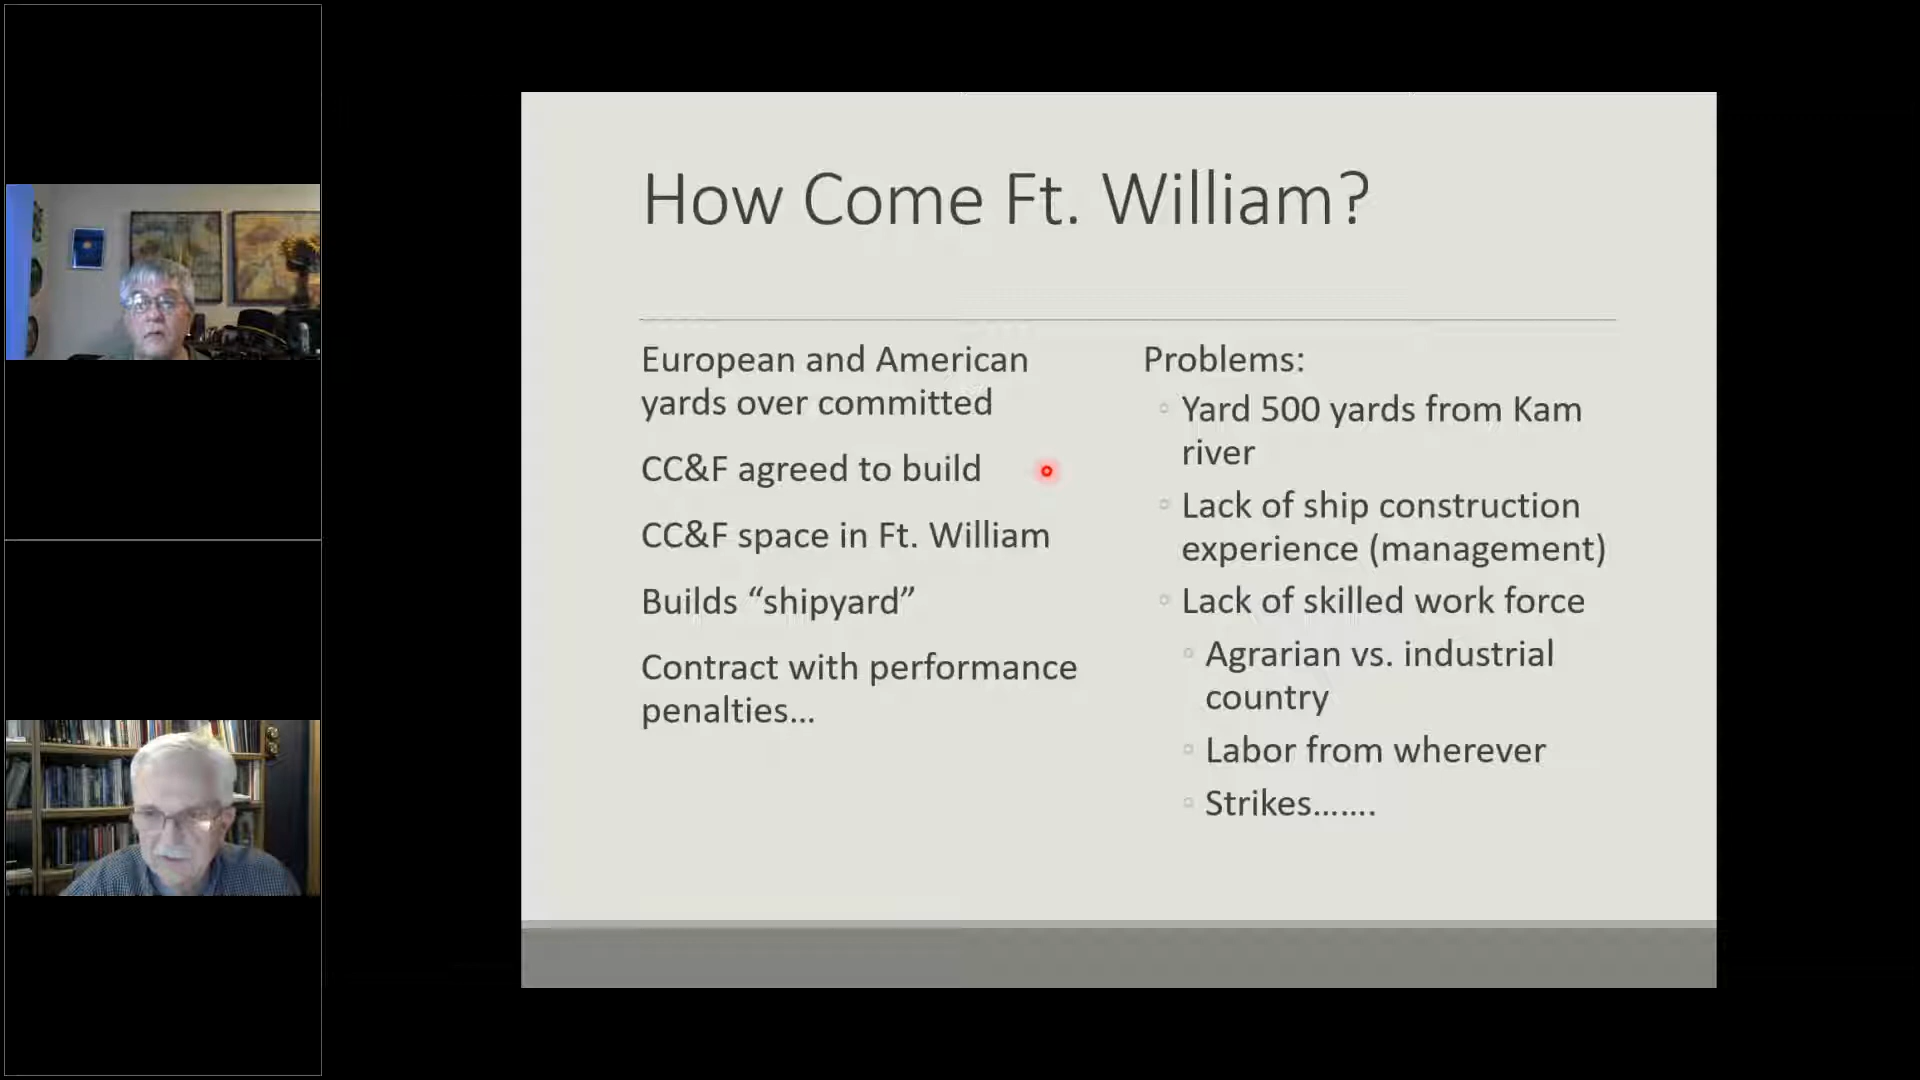 How Come Ft. William?
European and American
yards over committed
CC&F agreed to build
CC&F space in Ft. William
Builds “shipyard”
Contract with performance
penalties…
Problems:
Yard 500 yards from Kam
river
Lack of ship construction
experience (management)
Lack of skilled work force
Agrarian vs. industrial
country
Labor from wherever
Strikes…….